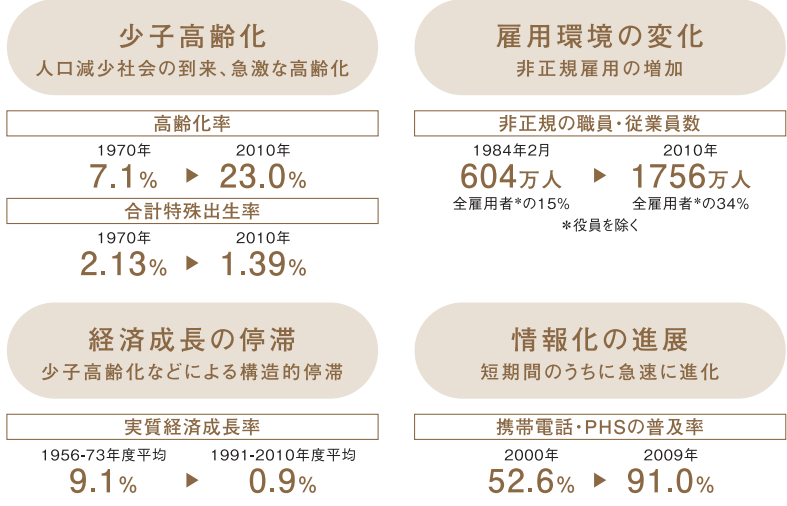 少子高齢化
人口減少社会の到来、急激な高齢化
高齢化率
1970年 2010年
7.1% ▶ 23.0%
合計特殊出生率
1970年 2010年
2.13% ▶ 1.39%
雇用環境の変化
非正規雇用の増加
非正規の職員・従業員数
1984年2月 2010年
604万人 ▶ 1756万人
全雇用者*の15% 全雇用者*の34%
*役員を除く
経済成長の停滞
少子高齢化などによる構造的停滞
実質経済成長率
1956-73年度平均 1991-2010年度平均
9.1% ▶ 0.9%
情報化の進展
短期間のうちに急速に進化
携帯電話・PHSの普及率
2000年 2009年
52.6% ▶ 91.0%